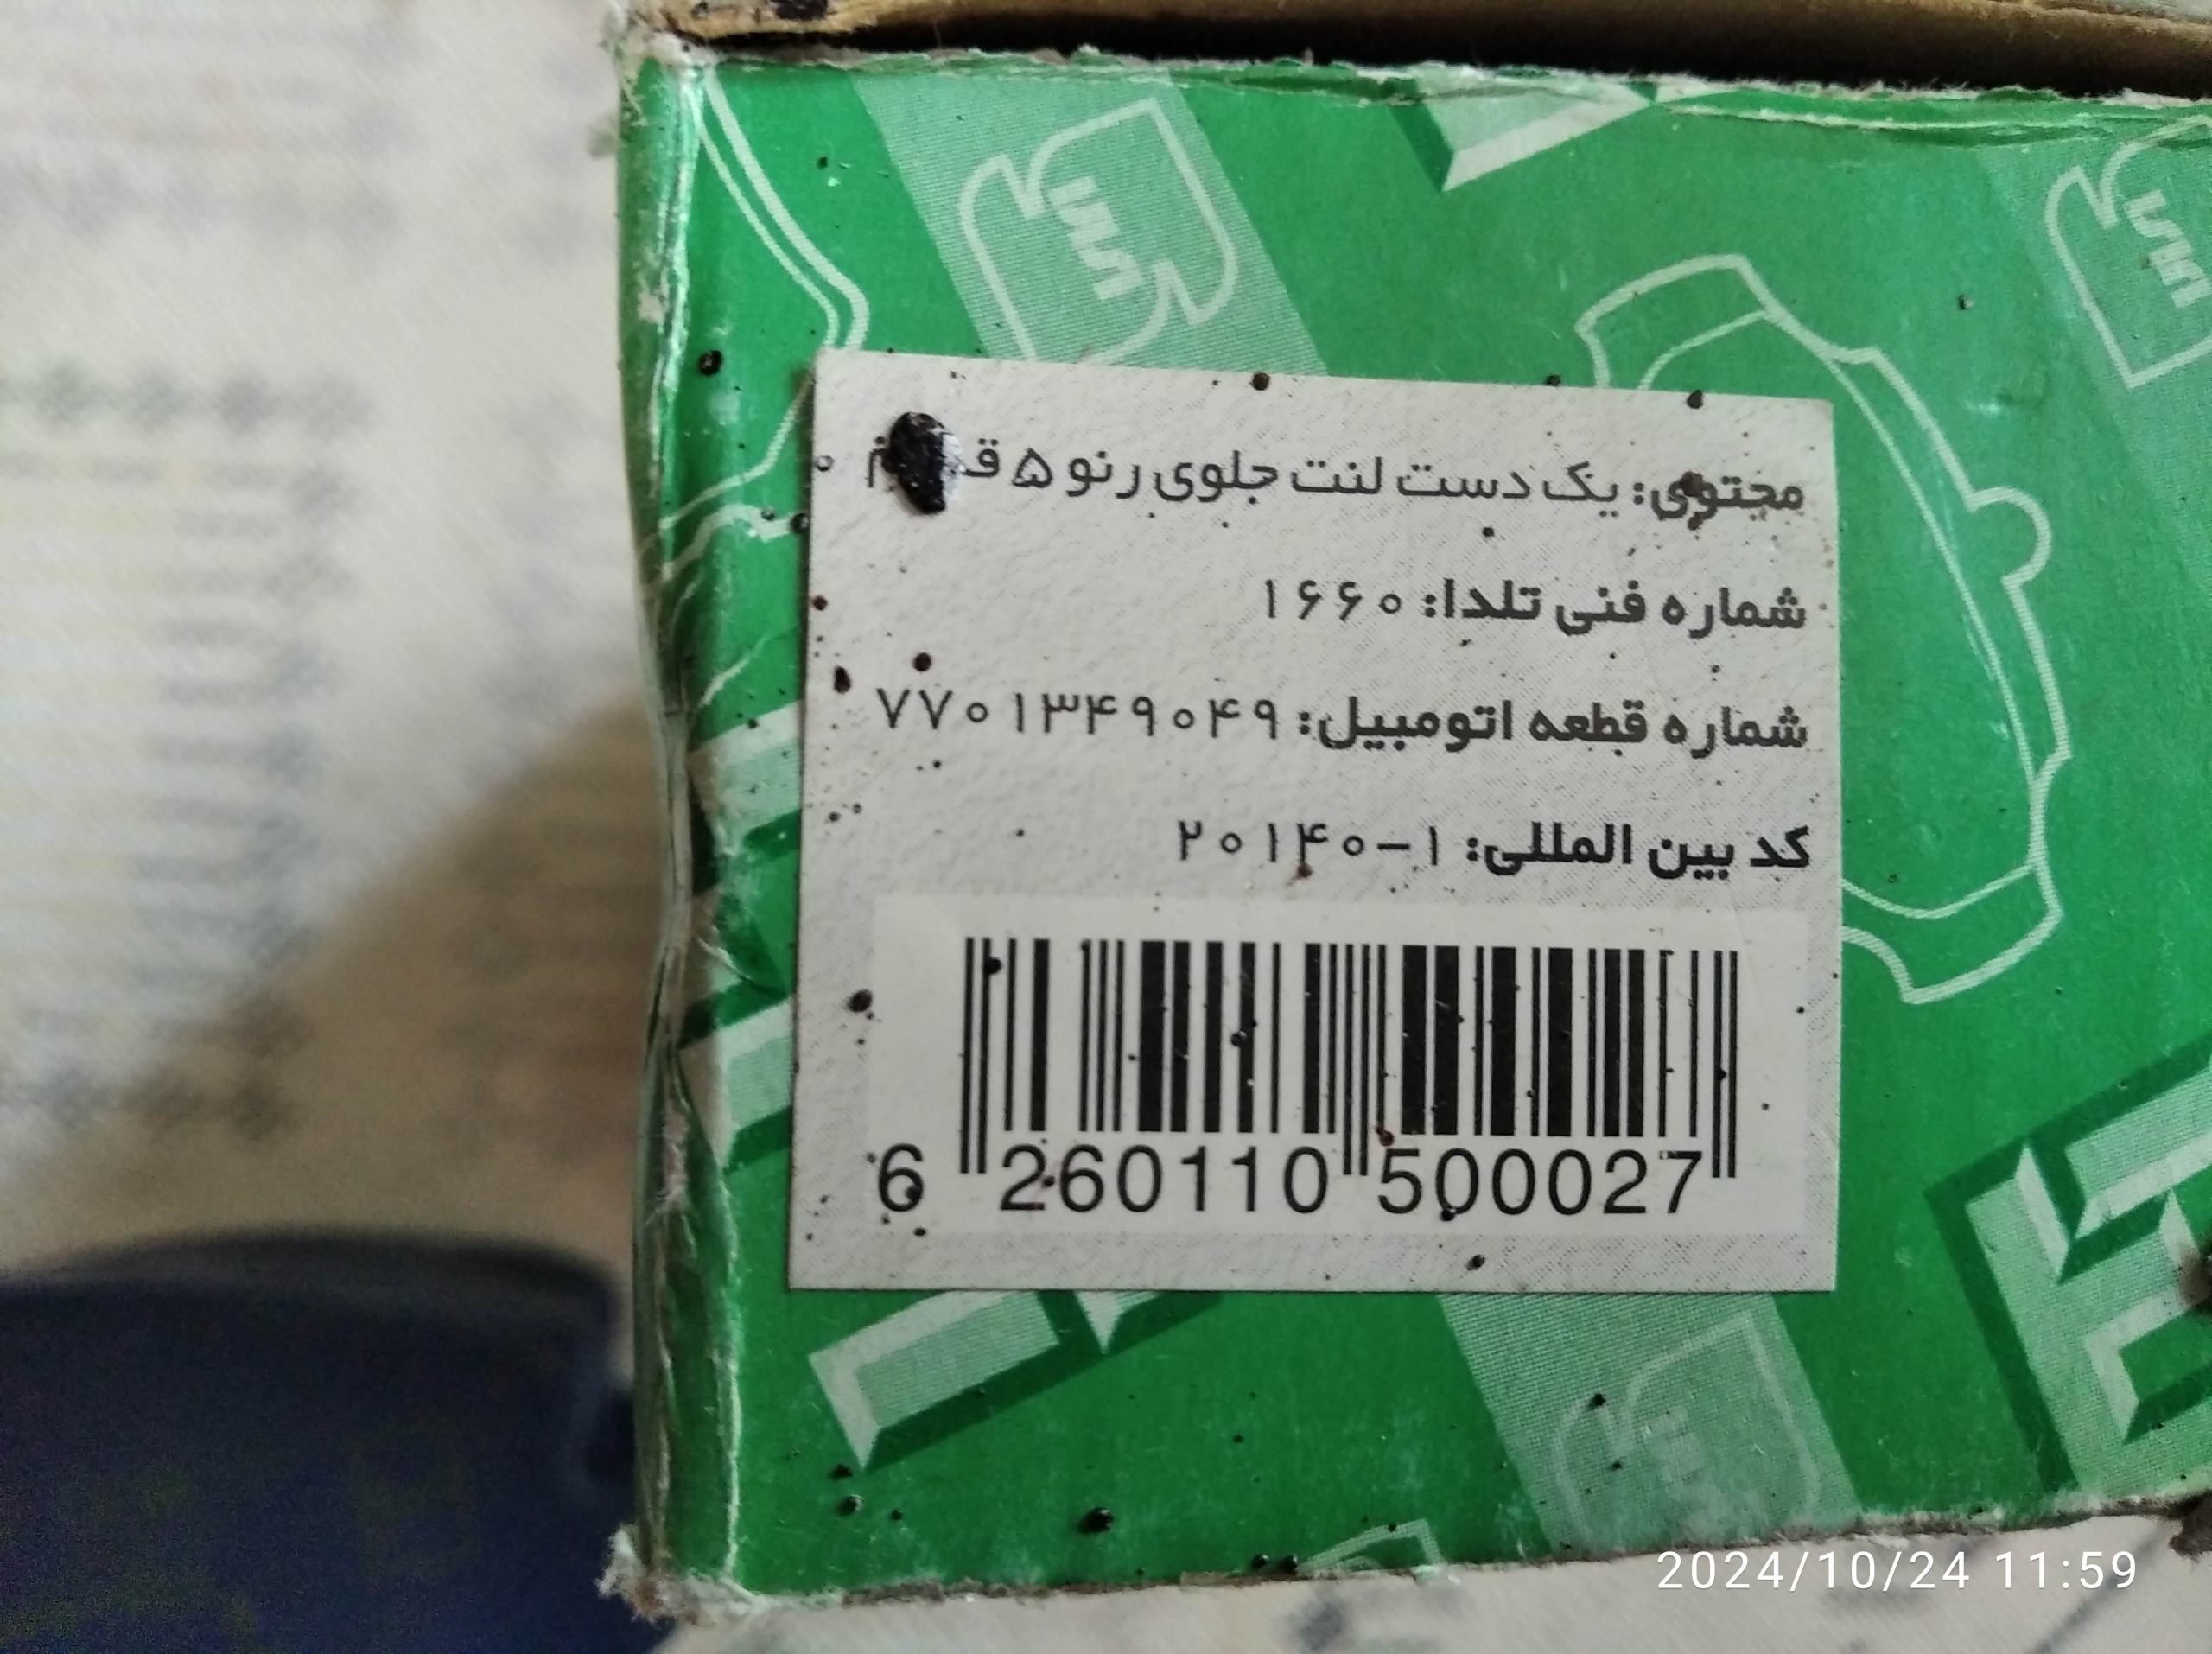 محتوی: یک دست لنت جلوی رنو ۵
شماره فنی تلدا: ۱۶۶۰
شماره قطعه اتومبیل: ۷۷۰۱۳۴۹۰۴۹
کد بین المللی: ۲۰۱۴۰-۱
6 260110 500027
2024/10/24 11:59